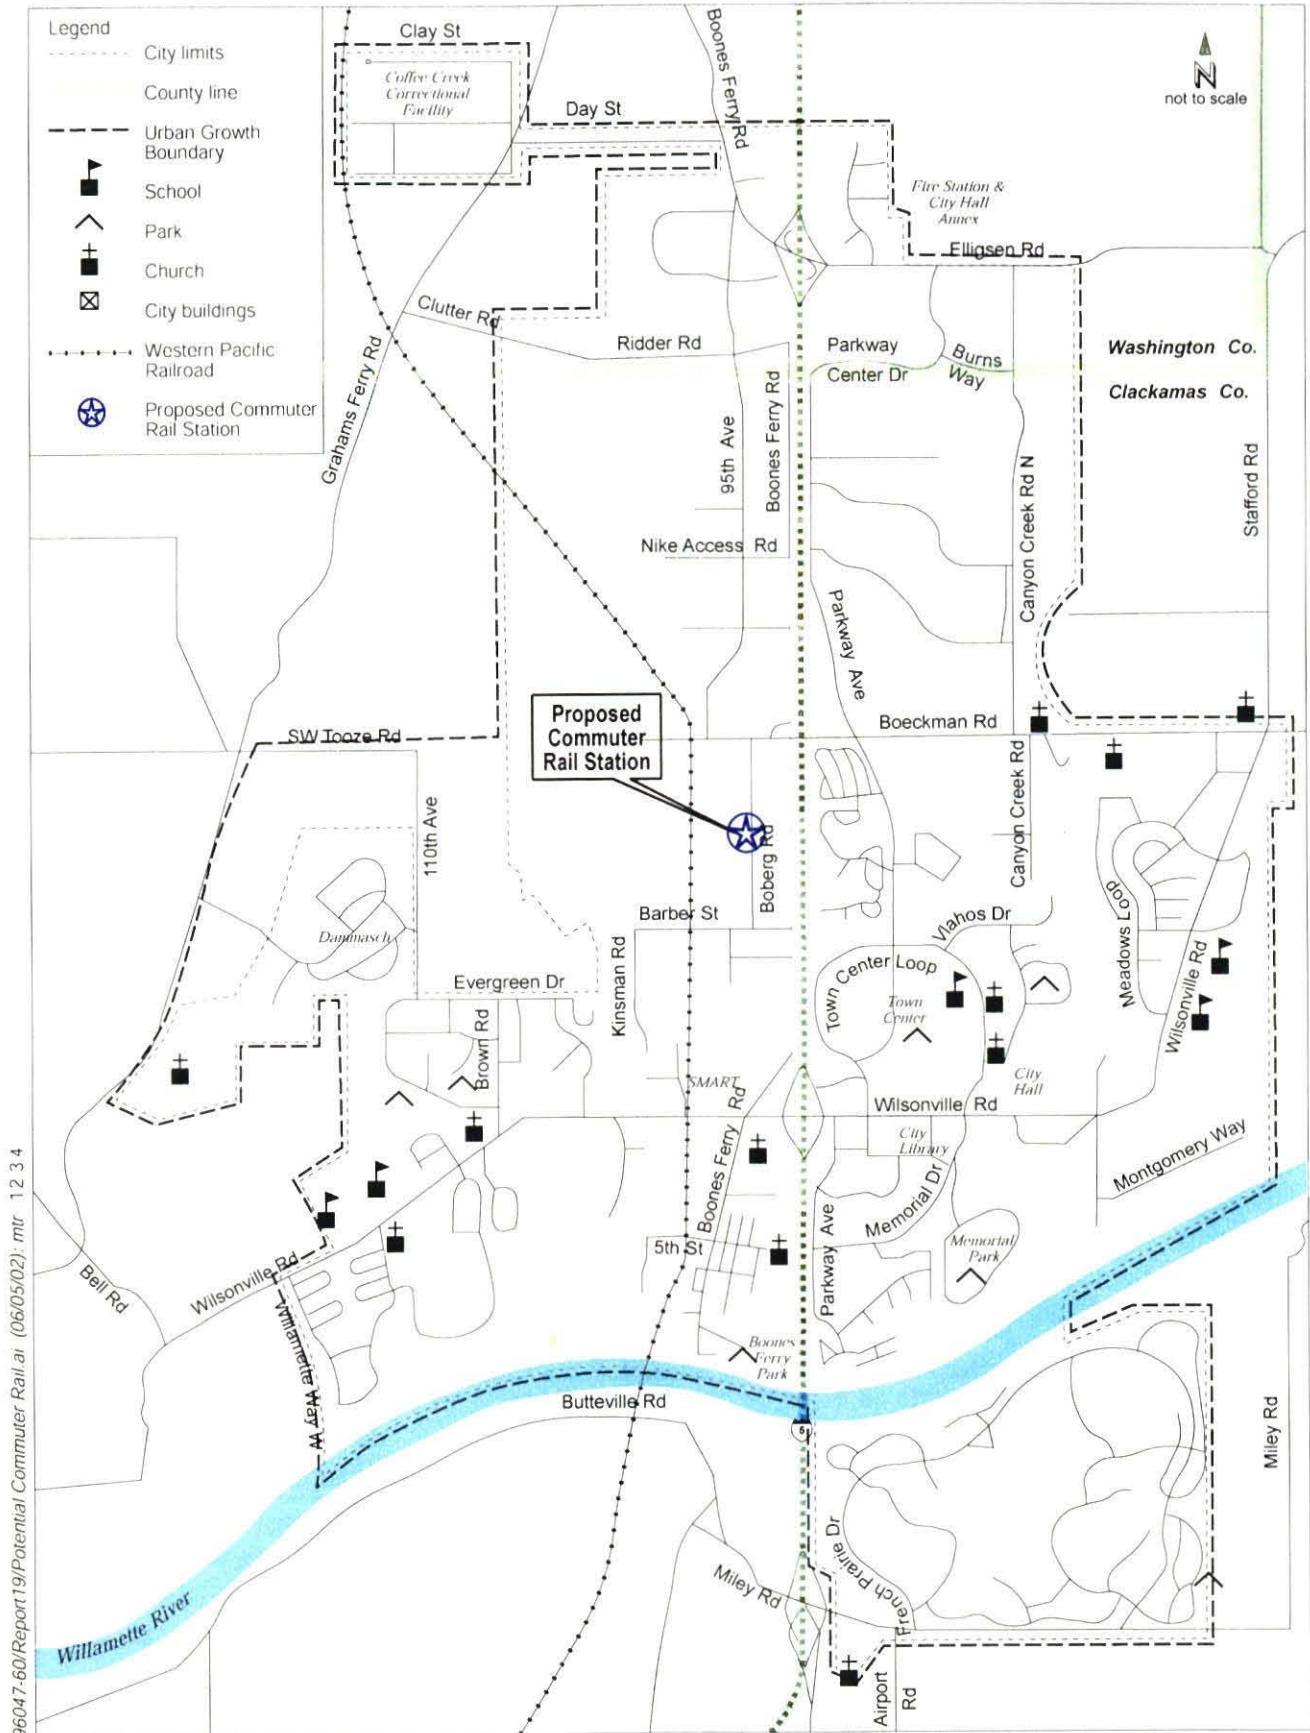 Legend
City limits
County line
Urban Growth
Boundary
School
Park
Church
City buildings
Western Pacific
Railroad
Proposed Commuter
Rail Station
Clay St
Coffee Creek
Correctional
Facility
Day St
Boones Ferry Rd
N
not to scale
Fire Station &
City Hall
Annex
Elligsen Rd
Clutter Rd
Ridder Rd
Grahams Ferry Rd
Parkway
Center Dr
Burns
Way
Washington Co.
Clackamas Co.
95th Ave
Boones Ferry Rd
Canyon Creek Rd N
Stafford Rd
Nike Access Rd
Parkway Ave
SW Tooze Rd
Proposed
Commuter
Rail Station
Boeckman Rd
110th Ave
Boberg Rd
Canyon Creek Rd
Meadows Loop
Dammasch
Barber St
Vlahos Dr
Town Center Loop
Wilsonville Rd
Evergreen Dr
Kinsman Rd
Town
Center
Brown Rd
SMART
City
Hall
Wilsonville Rd
Boones Ferry Rd
City
Library
Montgomery Way
Memorial Dr
5th St
Parkway Ave
Memorial
Park
Bell Rd
Wilsonville Rd
Willamette Way W
Boones
Ferry
Park
Butteville Rd
5
Miley Rd
French Prairie Dr
Miley Rd
Willamette River
Airport
Rd
96047-60/Report19/Potential Commuter Rail.ai (06/05/02): mtr 1 2 3 4